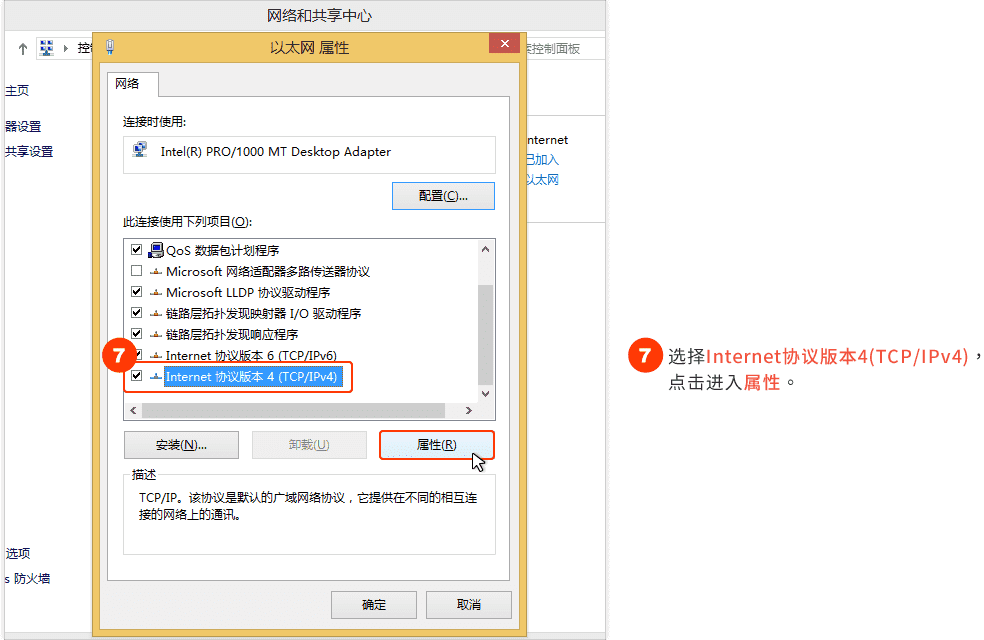 网络和共享中心
控
索控制面板
主页
器设置
共享设置
nternet
已加入
以太网
选项
s 防火墙
以太网 属性
网络
连接时使用:
Intel(R) PRO/1000 MT Desktop Adapter
配置(C)...
此连接使用下列项目(O):
QoS 数据包计划程序
Microsoft 网络适配器多路传送器协议
Microsoft LLDP 协议驱动程序
链路层拓扑发现映射器 I/O 驱动程序
链路层拓扑发现响应程序
Internet 协议版本 6 (TCP/IPv6)
7
Internet 协议版本 4 (TCP/IPv4)
安装(N)...
卸载(U)
属性(R)
描述
TCP/IP。该协议是默认的广域网络协议，它提供在不同的相互连
接的网络上的通讯。
确定
取消
7 选择Internet协议版本4(TCP/IPv4)，
点击进入属性。